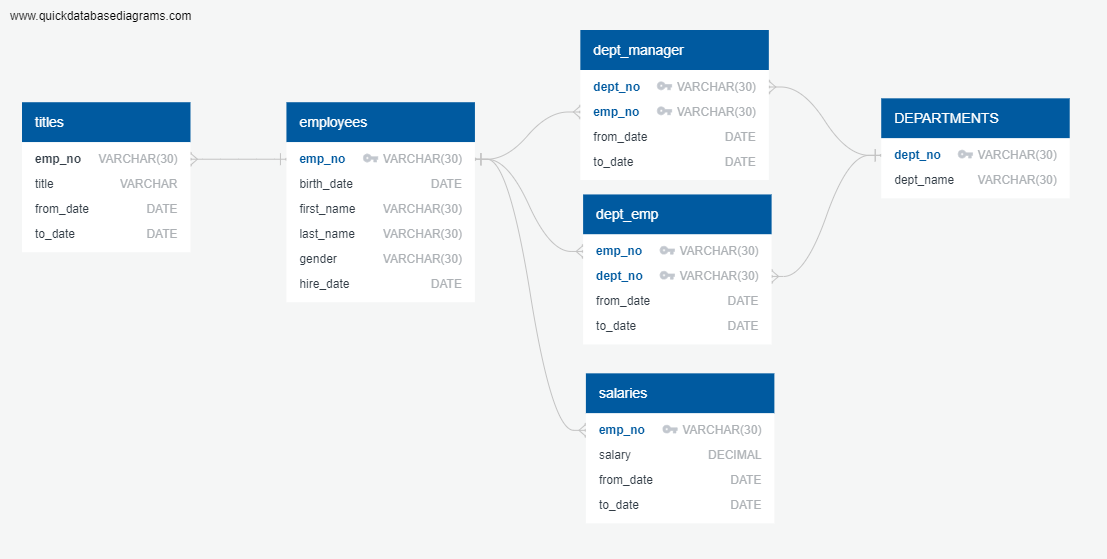 www.quickdatabasediagrams.com
titles
emp_no VARCHAR(30)
title VARCHAR
from_date DATE
to_date DATE
employees
emp_no VARCHAR(30)
birth_date DATE
first_name VARCHAR(30)
last_name VARCHAR(30)
gender VARCHAR(30)
hire_date DATE
dept_manager
dept_no VARCHAR(30)
emp_no VARCHAR(30)
from_date DATE
to_date DATE
dept_emp
emp_no VARCHAR(30)
dept_no VARCHAR(30)
from_date DATE
to_date DATE
salaries
emp_no VARCHAR(30)
salary DECIMAL
from_date DATE
to_date DATE
DEPARTMENTS
dept_no VARCHAR(30)
dept_name VARCHAR(30)